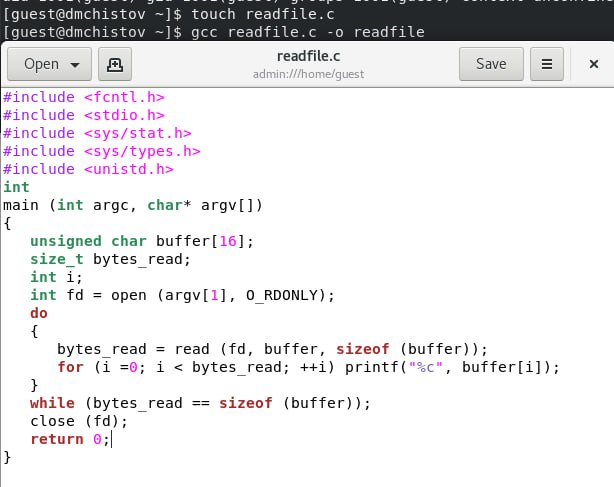 [guest@dmchistov ~]$ touch readfile.c
[guest@dmchistov ~]$ gcc readfile.c -o readfile
Open
readfile.c
admin:///home/guest
Save
#include <fcntl.h>
#include <stdio.h>
#include <sys/stat.h>
#include <sys/types.h>
#include <unistd.h>
int
main (int argc, char* argv[])
{
   unsigned char buffer[16];
   size_t bytes_read;
   int i;
   int fd = open (argv[1], O_RDONLY);
   do
   {
      bytes_read = read (fd, buffer, sizeof (buffer));
      for (i =0; i < bytes_read; ++i) printf("%c", buffer[i]);
   }
   while (bytes_read == sizeof (buffer));
   close (fd);
   return 0;
}